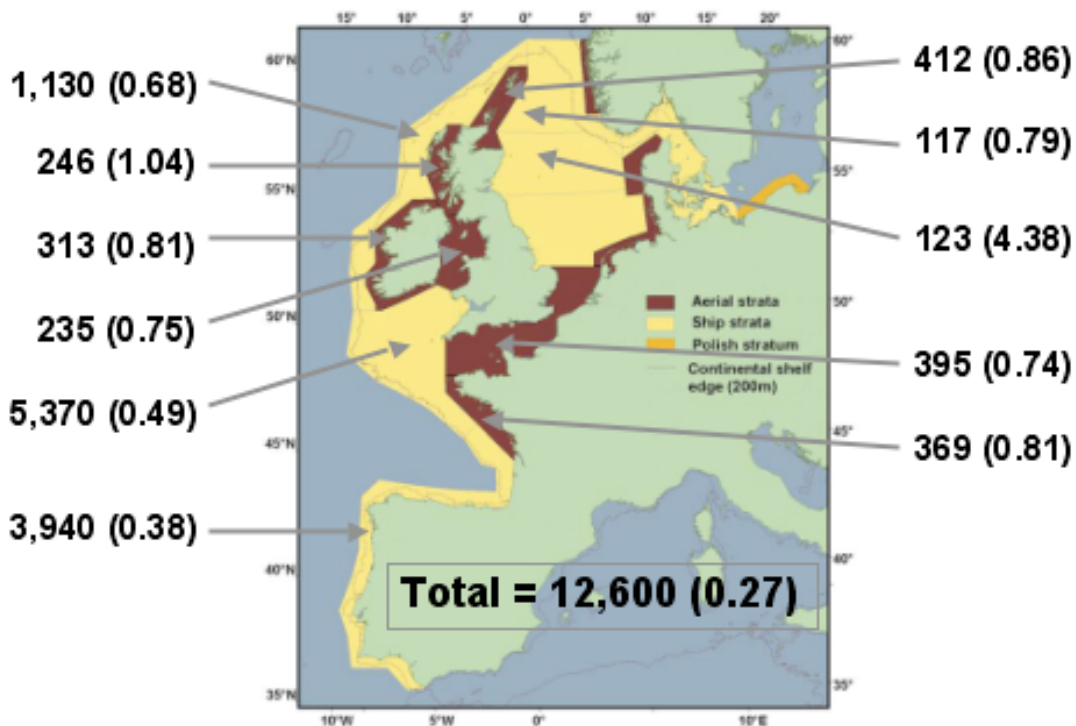 15° 10° 5° 0° 5° 10° 15° 20°
60°N
60°
1,130 (0.68)
412 (0.86)
246 (1.04)
117 (0.79)
55°N
55°
313 (0.81)
123 (4.38)
235 (0.75)
50°N
50°
Aerial strata
Ship strata
Polish stratum
Continental shelf
edge (200m)
395 (0.74)
5,370 (0.49)
45°N
45°
369 (0.81)
3,940 (0.38)
40°N
40°
Total = 12,600 (0.27)
35°N
35°
10°W 5°W 0° 10°E